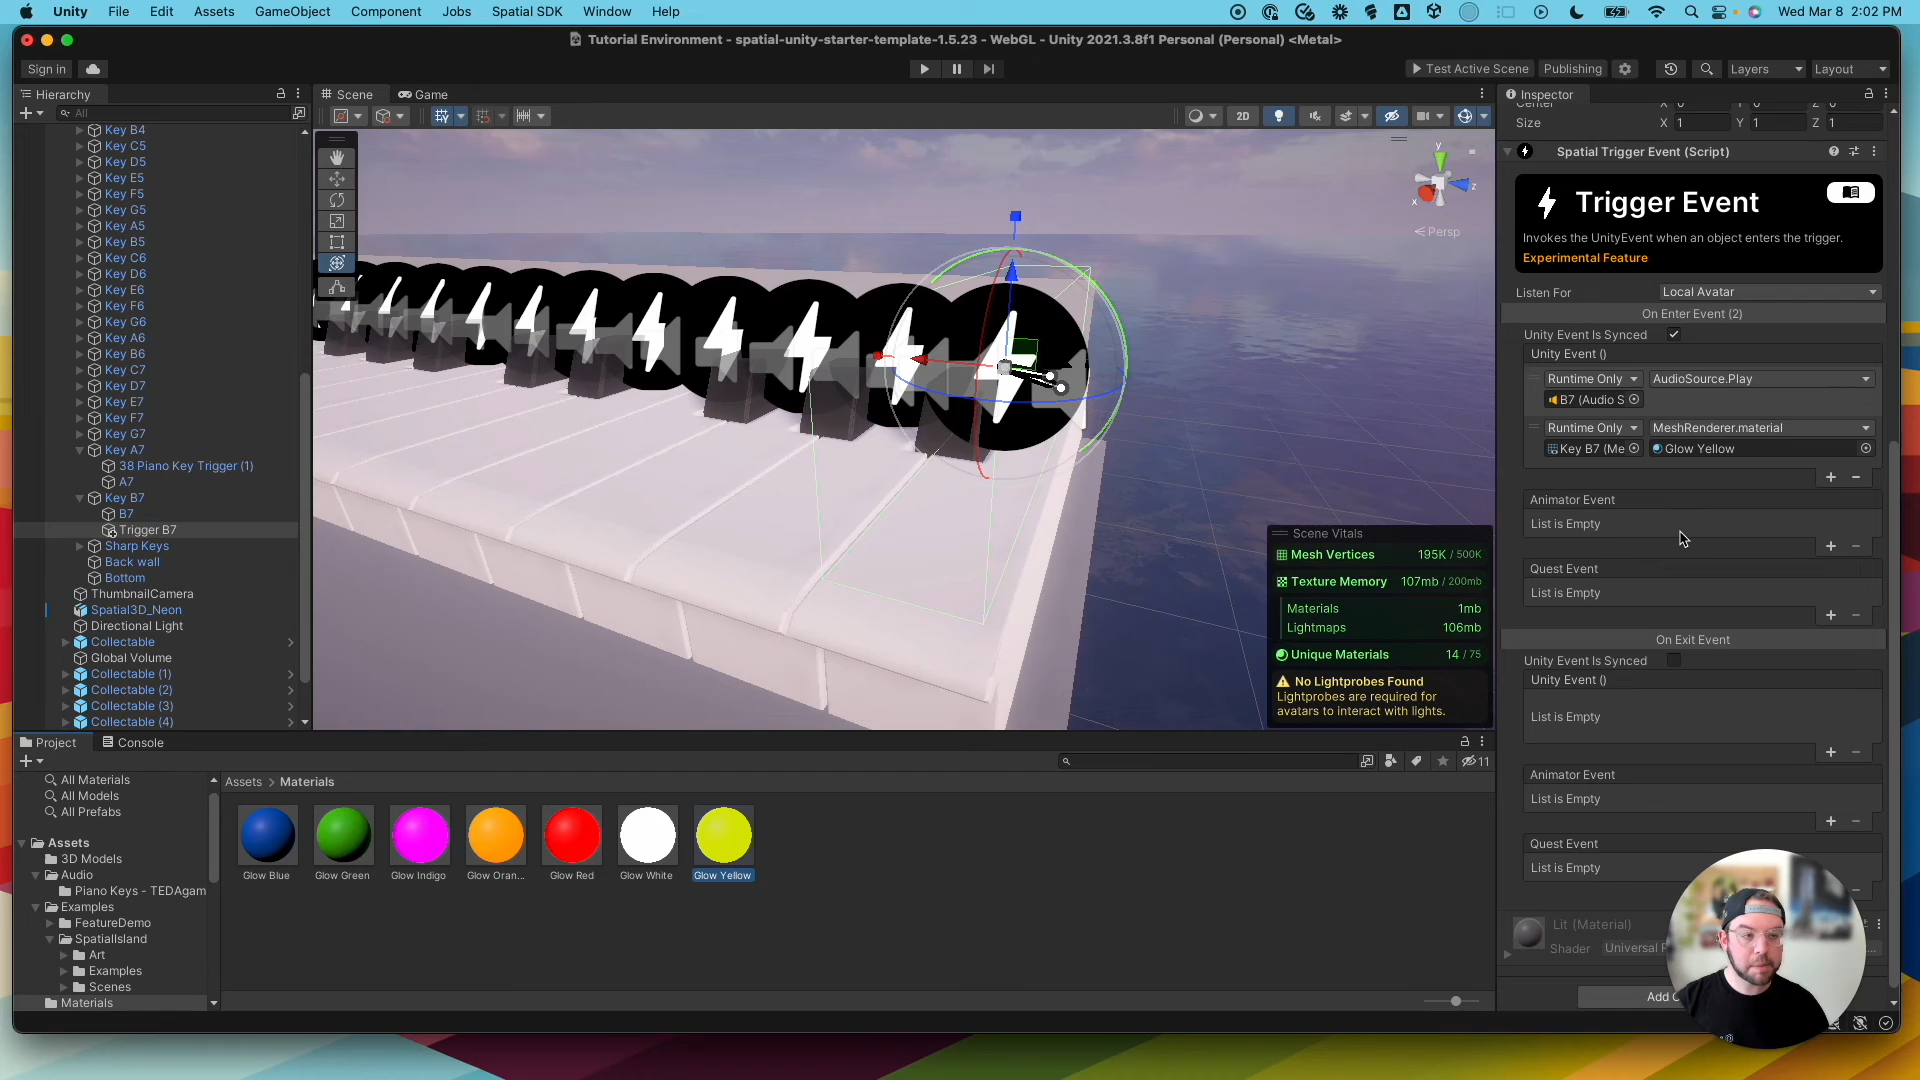 Unity File Edit Assets GameObject Component Jobs Spatial SDK Window Help Wed Mar 8 2:02 PM
Tutorial Environment - spatial-unity-starter-template-1.5.23 - WebGL - Unity 2021.3.8f1 Personal (Personal) <Metal>
Sign in Test Active Scene Publishing Layers Layout
Hierarchy
All
Key B4
Key C5
Key D5
Key E5
Key F5
Key G5
Key A5
Key B5
Key C6
Key D6
Key E6
Key F6
Key G6
Key A6
Key B6
Key C7
Key D7
Key E7
Key F7
Key G7
Key A7
38 Piano Key Trigger (1)
A7
Key B7
B7
Trigger B7
Sharp Keys
Back wall
Bottom
ThumbnailCamera
Spatial3D_Neon
Directional Light
Collectable
Global Volume
Collectable (1)
Collectable (2)
Collectable (3)
Collectable (4)
Scene Game
2D
y
z
x
Persp
Scene Vitals
Mesh Vertices 195K / 500K
Texture Memory 107mb / 200mb
Materials 1mb
Lightmaps 106mb
Unique Materials 14 / 75
No Lightprobes Found
Lightprobes are required for
avatars to interact with lights.
Inspector
Center X 0 Y 0 Z 0
Size X 1 Y 1 Z 1
Spatial Trigger Event (Script)
Trigger Event
Invokes the UnityEvent when an object enters the trigger.
Experimental Feature
Listen For Local Avatar
On Enter Event (2)
Unity Event Is Synced
Unity Event ()
Runtime Only AudioSource.Play
B7 (Audio S
Runtime Only MeshRenderer.material
Key B7 (Me Glow Yellow
Animator Event
List is Empty
Quest Event
List is Empty
On Exit Event
Unity Event Is Synced
Unity Event ()
List is Empty
Animator Event
List is Empty
Quest Event
List is Empty
Lit (Material)
Shader Universal
Add
Project Console
11
All Materials
All Models
All Prefabs
Assets
3D Models
Audio
Piano Keys - TEDAgam
Examples
FeatureDemo
SpatialIsland
Art
Examples
Scenes
Materials
Assets > Materials
Glow Blue Glow Green Glow Indigo Glow Oran... Glow Red Glow White Glow Yellow